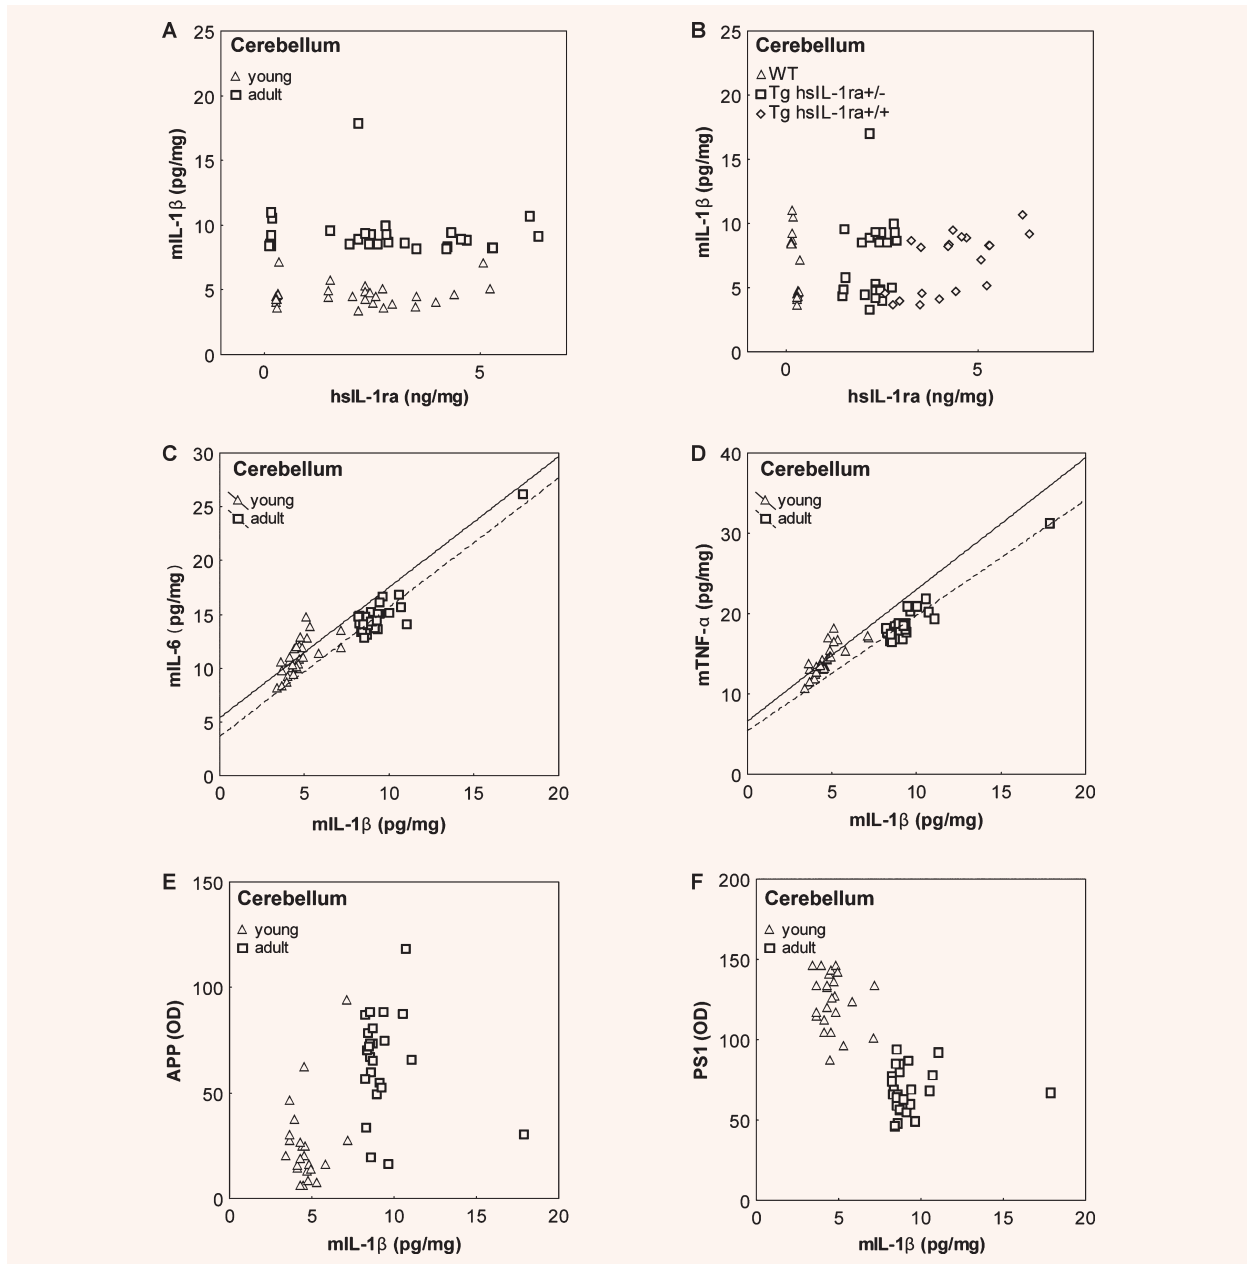 A
Cerebellum
young
adult
25
20
15
10
5
0
mIL-1β (pg/mg)
0 5
hsIL-1ra (ng/mg)
B
Cerebellum
WT
Tg hsIL-1ra+/-
Tg hsIL-1ra+/+
25
20
15
10
5
0
mIL-1β (pg/mg)
0 5
hsIL-1ra (ng/mg)
C
Cerebellum
young
adult
30
25
20
15
10
5
0
mIL-6 (pg/mg)
0 5 10 15 20
mIL-1β (pg/mg)
D
Cerebellum
young
adult
40
30
20
10
0
mTNF-α (pg/mg)
0 5 10 15 20
mIL-1β (pg/mg)
E
Cerebellum
young
adult
150
100
50
0
APP (OD)
0 5 10 15 20
mIL-1β (pg/mg)
F
Cerebellum
young
adult
200
150
100
50
0
PS1 (OD)
0 5 10 15 20
mIL-1β (pg/mg)